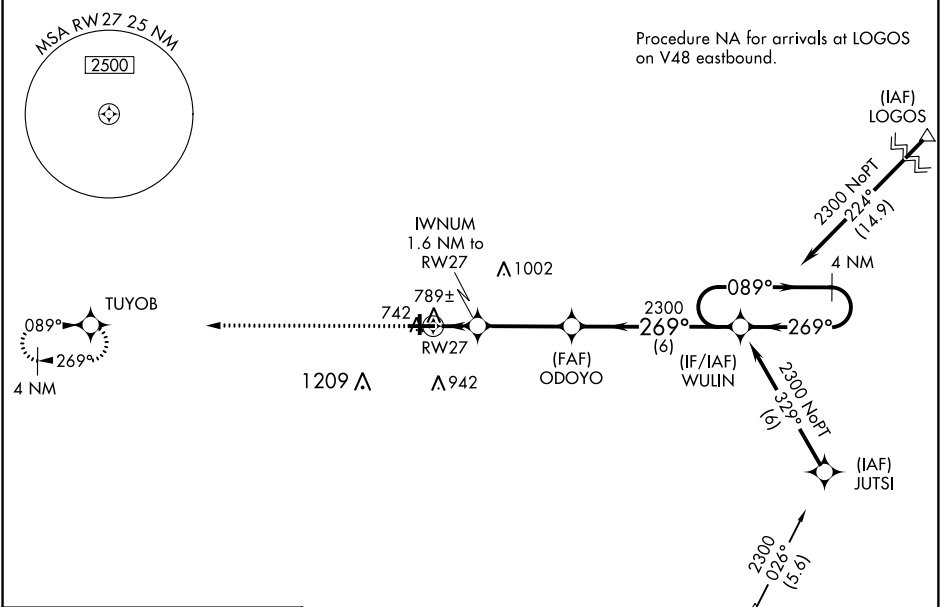 MSA RW27 25 NM
2500
Procedure NA for arrivals at LOGOS
on V48 eastbound.
(IAF)
LOGOS
2300 NoPT
224°
(14.9)
IWNUM
1.6 NM to
RW27
1002
4 NM
089°
269°
TUYOB
089°
269°
4 NM
742
789±
RW27
2300
269°
(6)
(FAF)
ODOYO
(IF/IAF)
WULIN
1209
942
2300 NoPT
329°
(6)
(IAF)
JUTSI
2300
026°
(5.6)